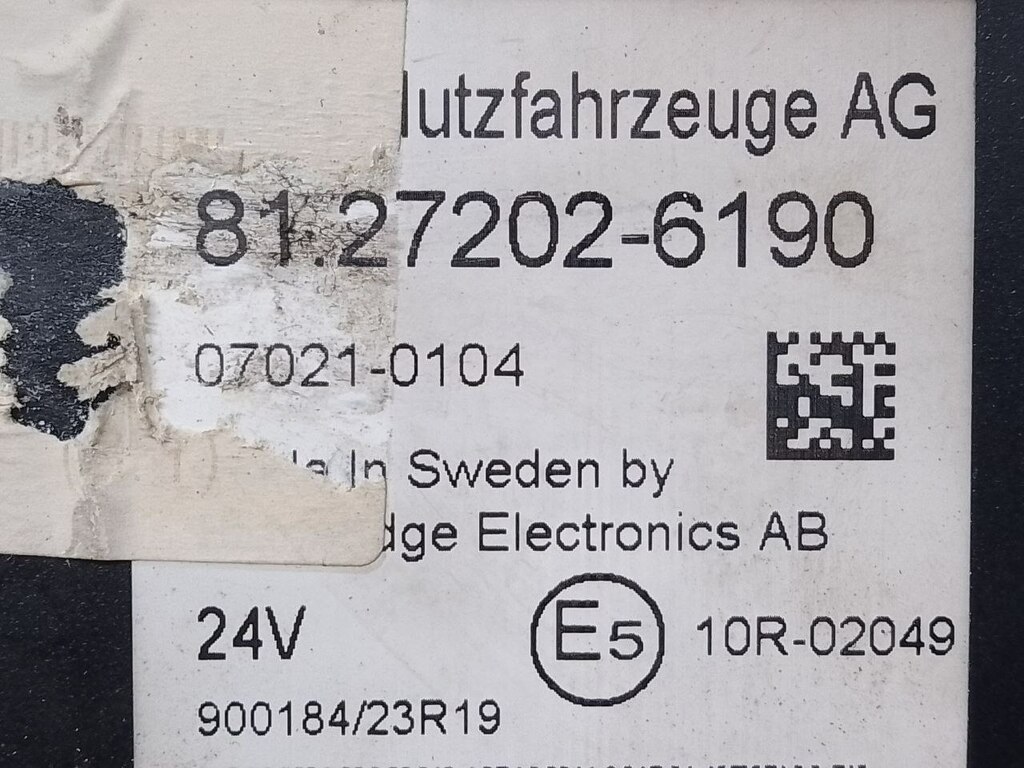 lutzfahrzeuge AG
81.27202-6190
07021-0104
In Sweden by
dge Electronics AB
24V
E5 10R-02049
900184/23R19